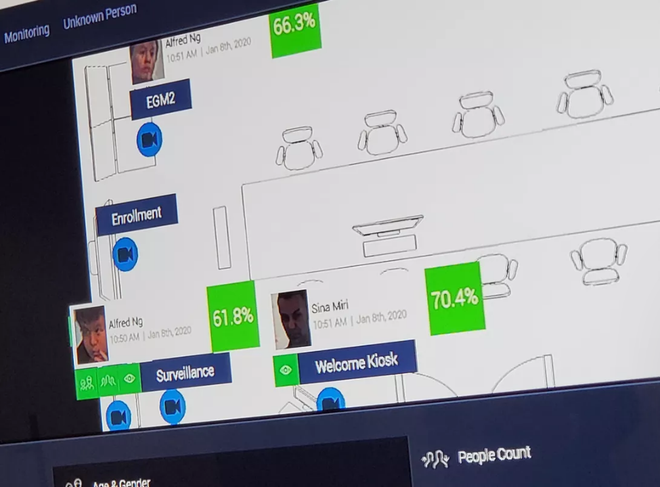 Monitoring
Unknown Person
Alfred Ng
10:51 AM | Jan 8th, 2020
66.3%
EGM2
Enrollment
Alfred Ng
10:50 AM | Jan 8th, 2020
61.8%
Sina Miri
10:51 AM | Jan 8th, 2020
70.4%
Surveillance
Welcome Kiosk
Age & Gender
People Count